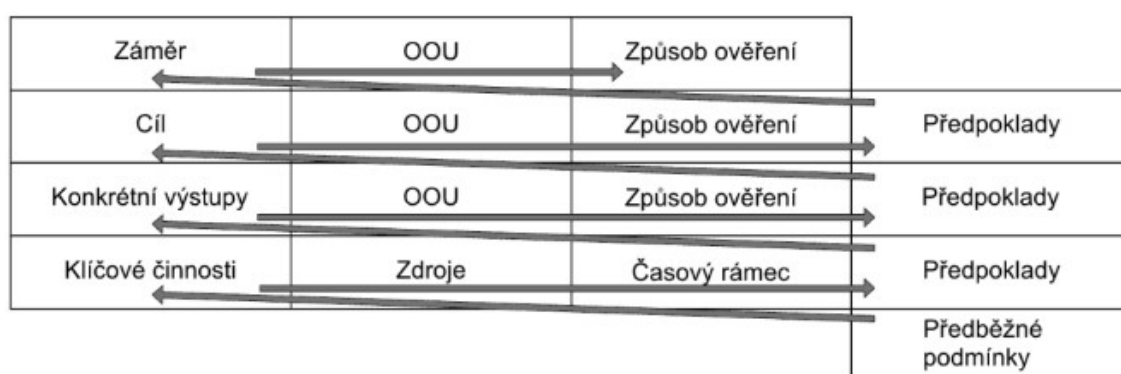 Záměr OOU Způsob ověření
Cíl OOU Způsob ověření Předpoklady
Konkrétní výstupy OOU Způsob ověření Předpoklady
Klíčové činnosti Zdroje Časový rámec Předpoklady
Předběžné
podmínky